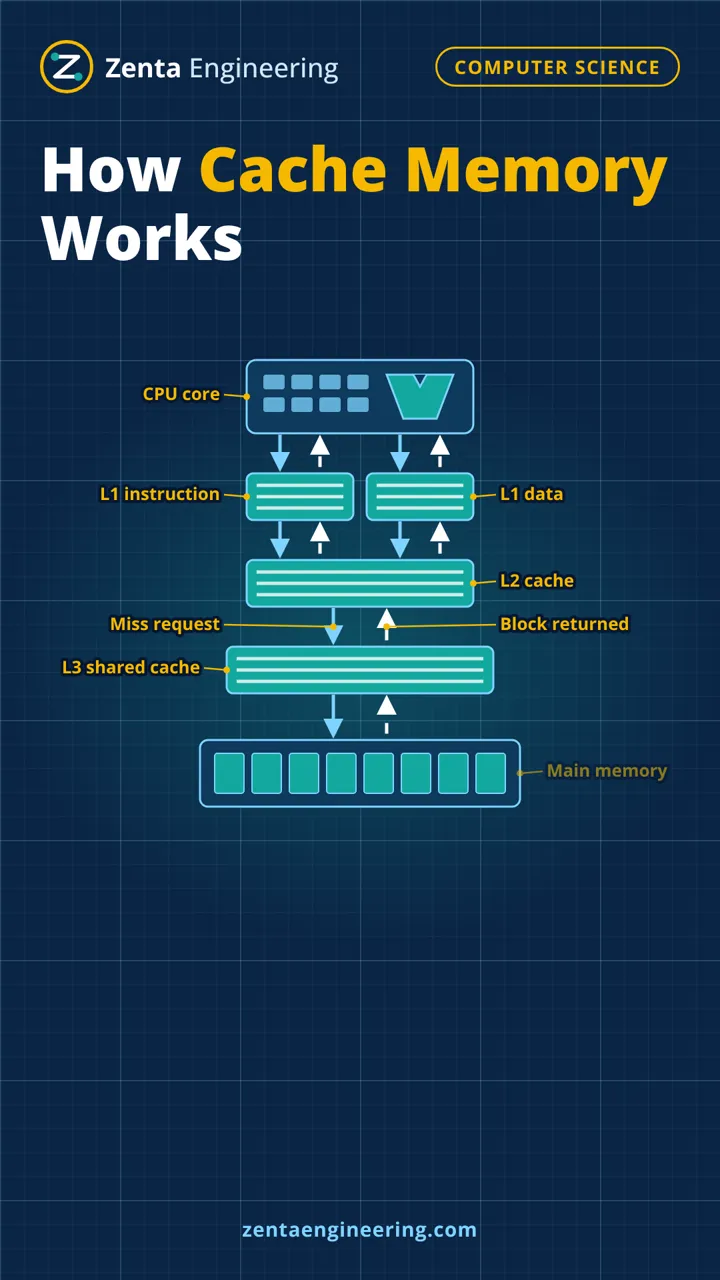 Zenta Engineering
COMPUTER SCIENCE
How Cache Memory
Works
CPU core
L1 instruction
L1 data
L2 cache
Miss request
Block returned
L3 shared cache
Main memory
zentaengineering.com